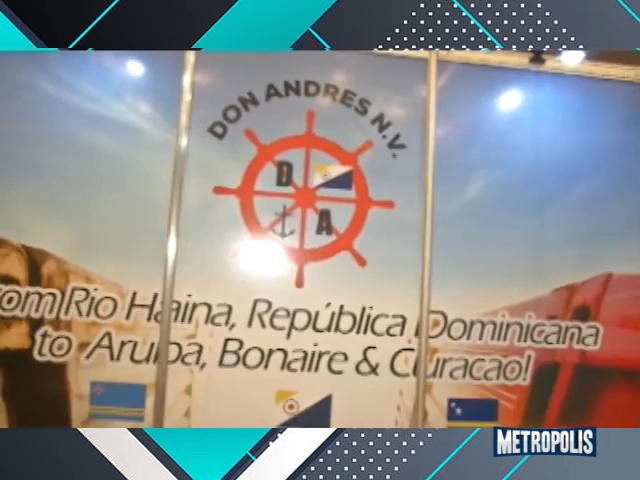 DON ANDRES N.V.
D
A
om Rio Haina, República Dominicana
to Aruba, Bonaire & Curacao!
METROPOLIS